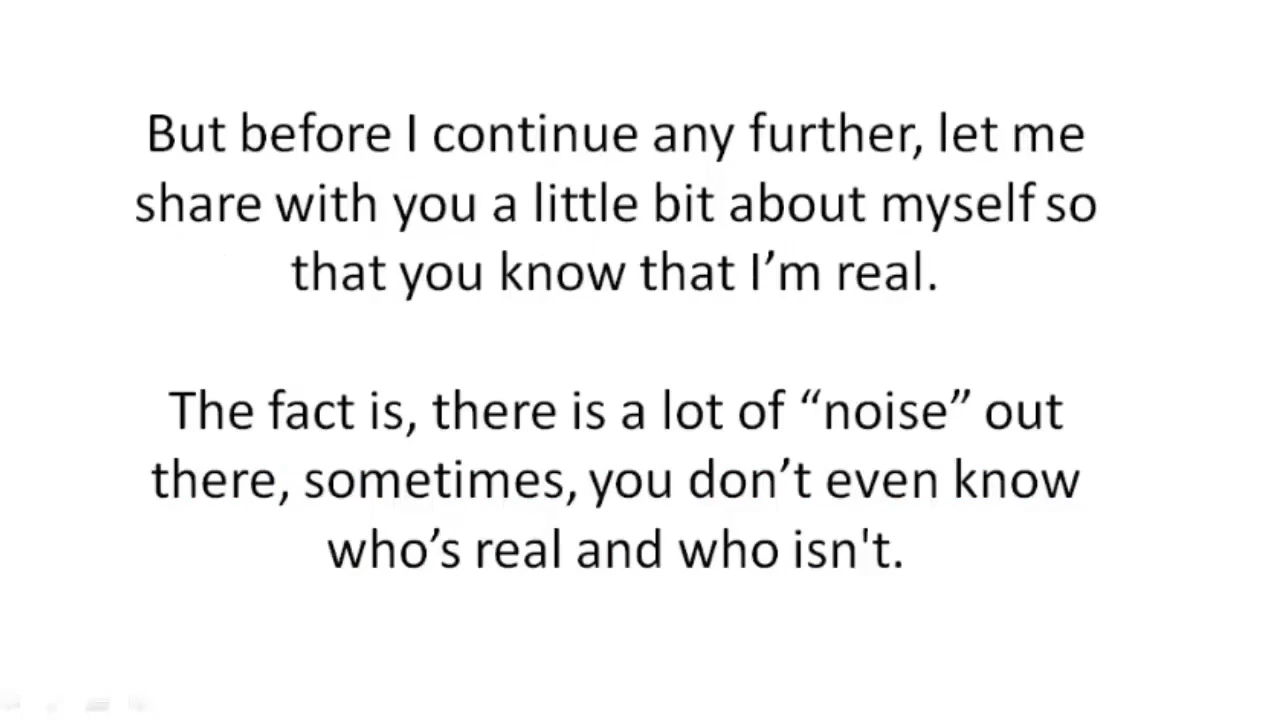 But before I continue any further, let me
share with you a little bit about myself so
that you know that I’m real.
The fact is, there is a lot of “noise” out
there, sometimes, you don’t even know
who’s real and who isn't.